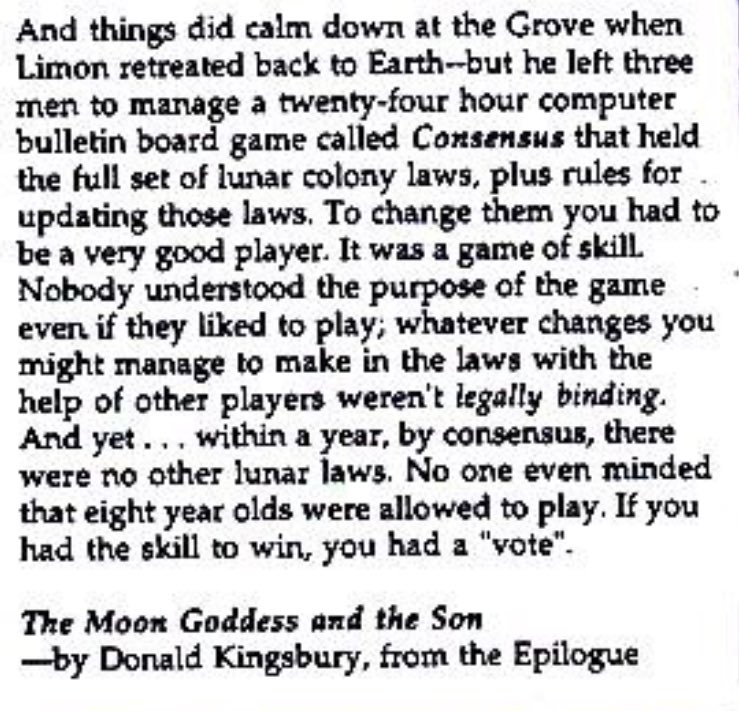 And things did calm down at the Grove when
Limon retreated back to Earth--but he left three
men to manage a twenty-four hour computer
bulletin board game called Consensus that held
the full set of lunar colony laws, plus rules for
updating those laws. To change them you had to
be a very good player. It was a game of skill.
Nobody understood the purpose of the game
even if they liked to play; whatever changes you
might manage to make in the laws with the
help of other players weren't legally binding.
And yet . . . within a year, by consensus, there
were no other lunar laws. No one even minded
that eight year olds were allowed to play. If you
had the skill to win, you had a "vote".
The Moon Goddess and the Son
—by Donald Kingsbury, from the Epilogue